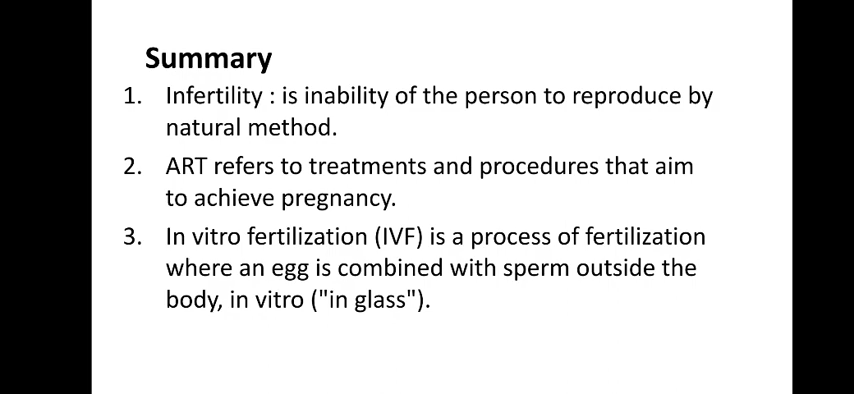 Summary
1. Infertility : is inability of the person to reproduce by
natural method.
2. ART refers to treatments and procedures that aim
to achieve pregnancy.
3. In vitro fertilization (IVF) is a process of fertilization
where an egg is combined with sperm outside the
body, in vitro ("in glass").